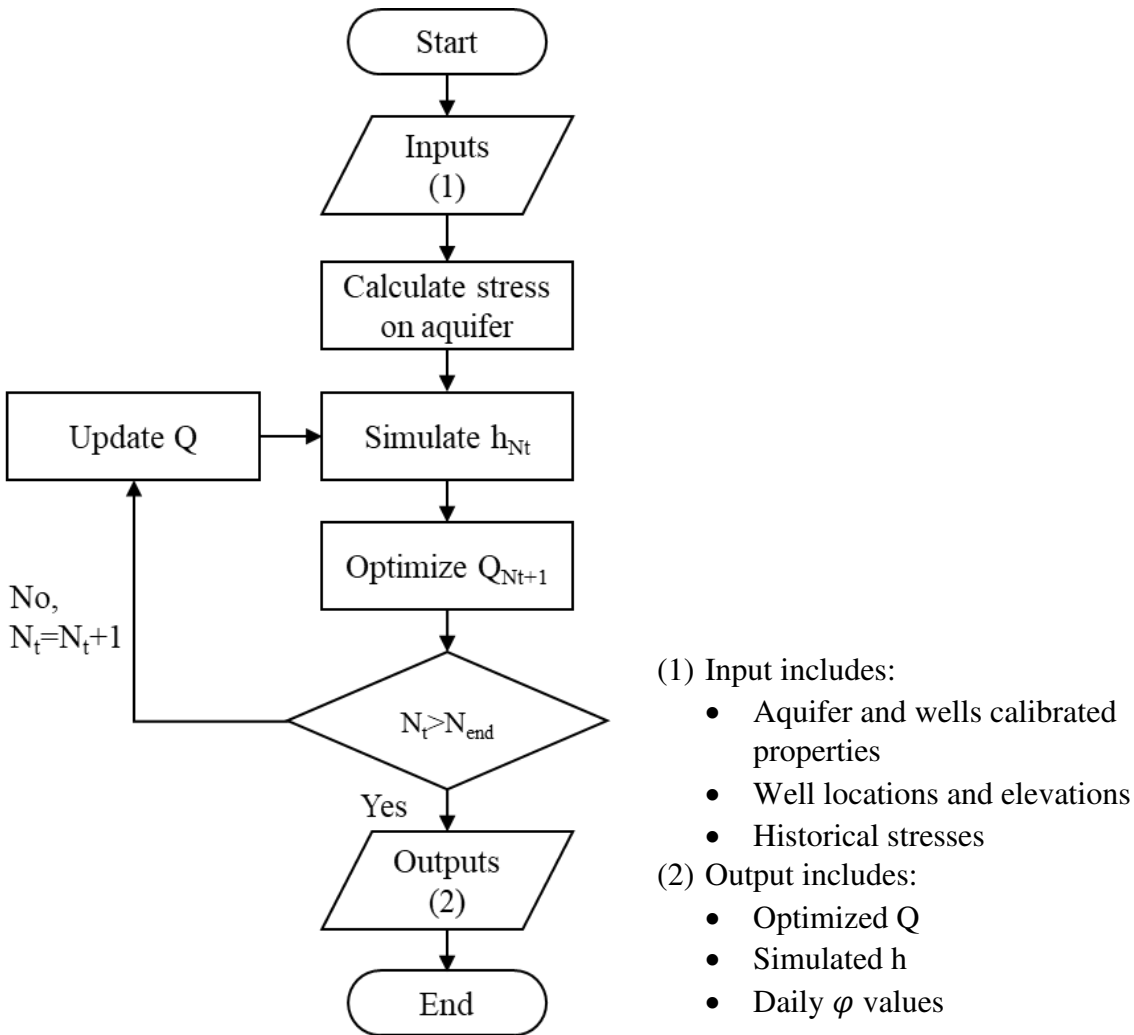 Start
Inputs
(1)
Calculate stress
on aquifer
Update Q
Simulate h_Nt
Optimize Q_Nt+1
No,
N_t=N_t+1
N_t>N_end
Yes
Outputs
(2)
End
(1) Input includes:
• Aquifer and wells calibrated
properties
• Well locations and elevations
• Historical stresses
(2) Output includes:
• Optimized Q
• Simulated h
• Daily φ values